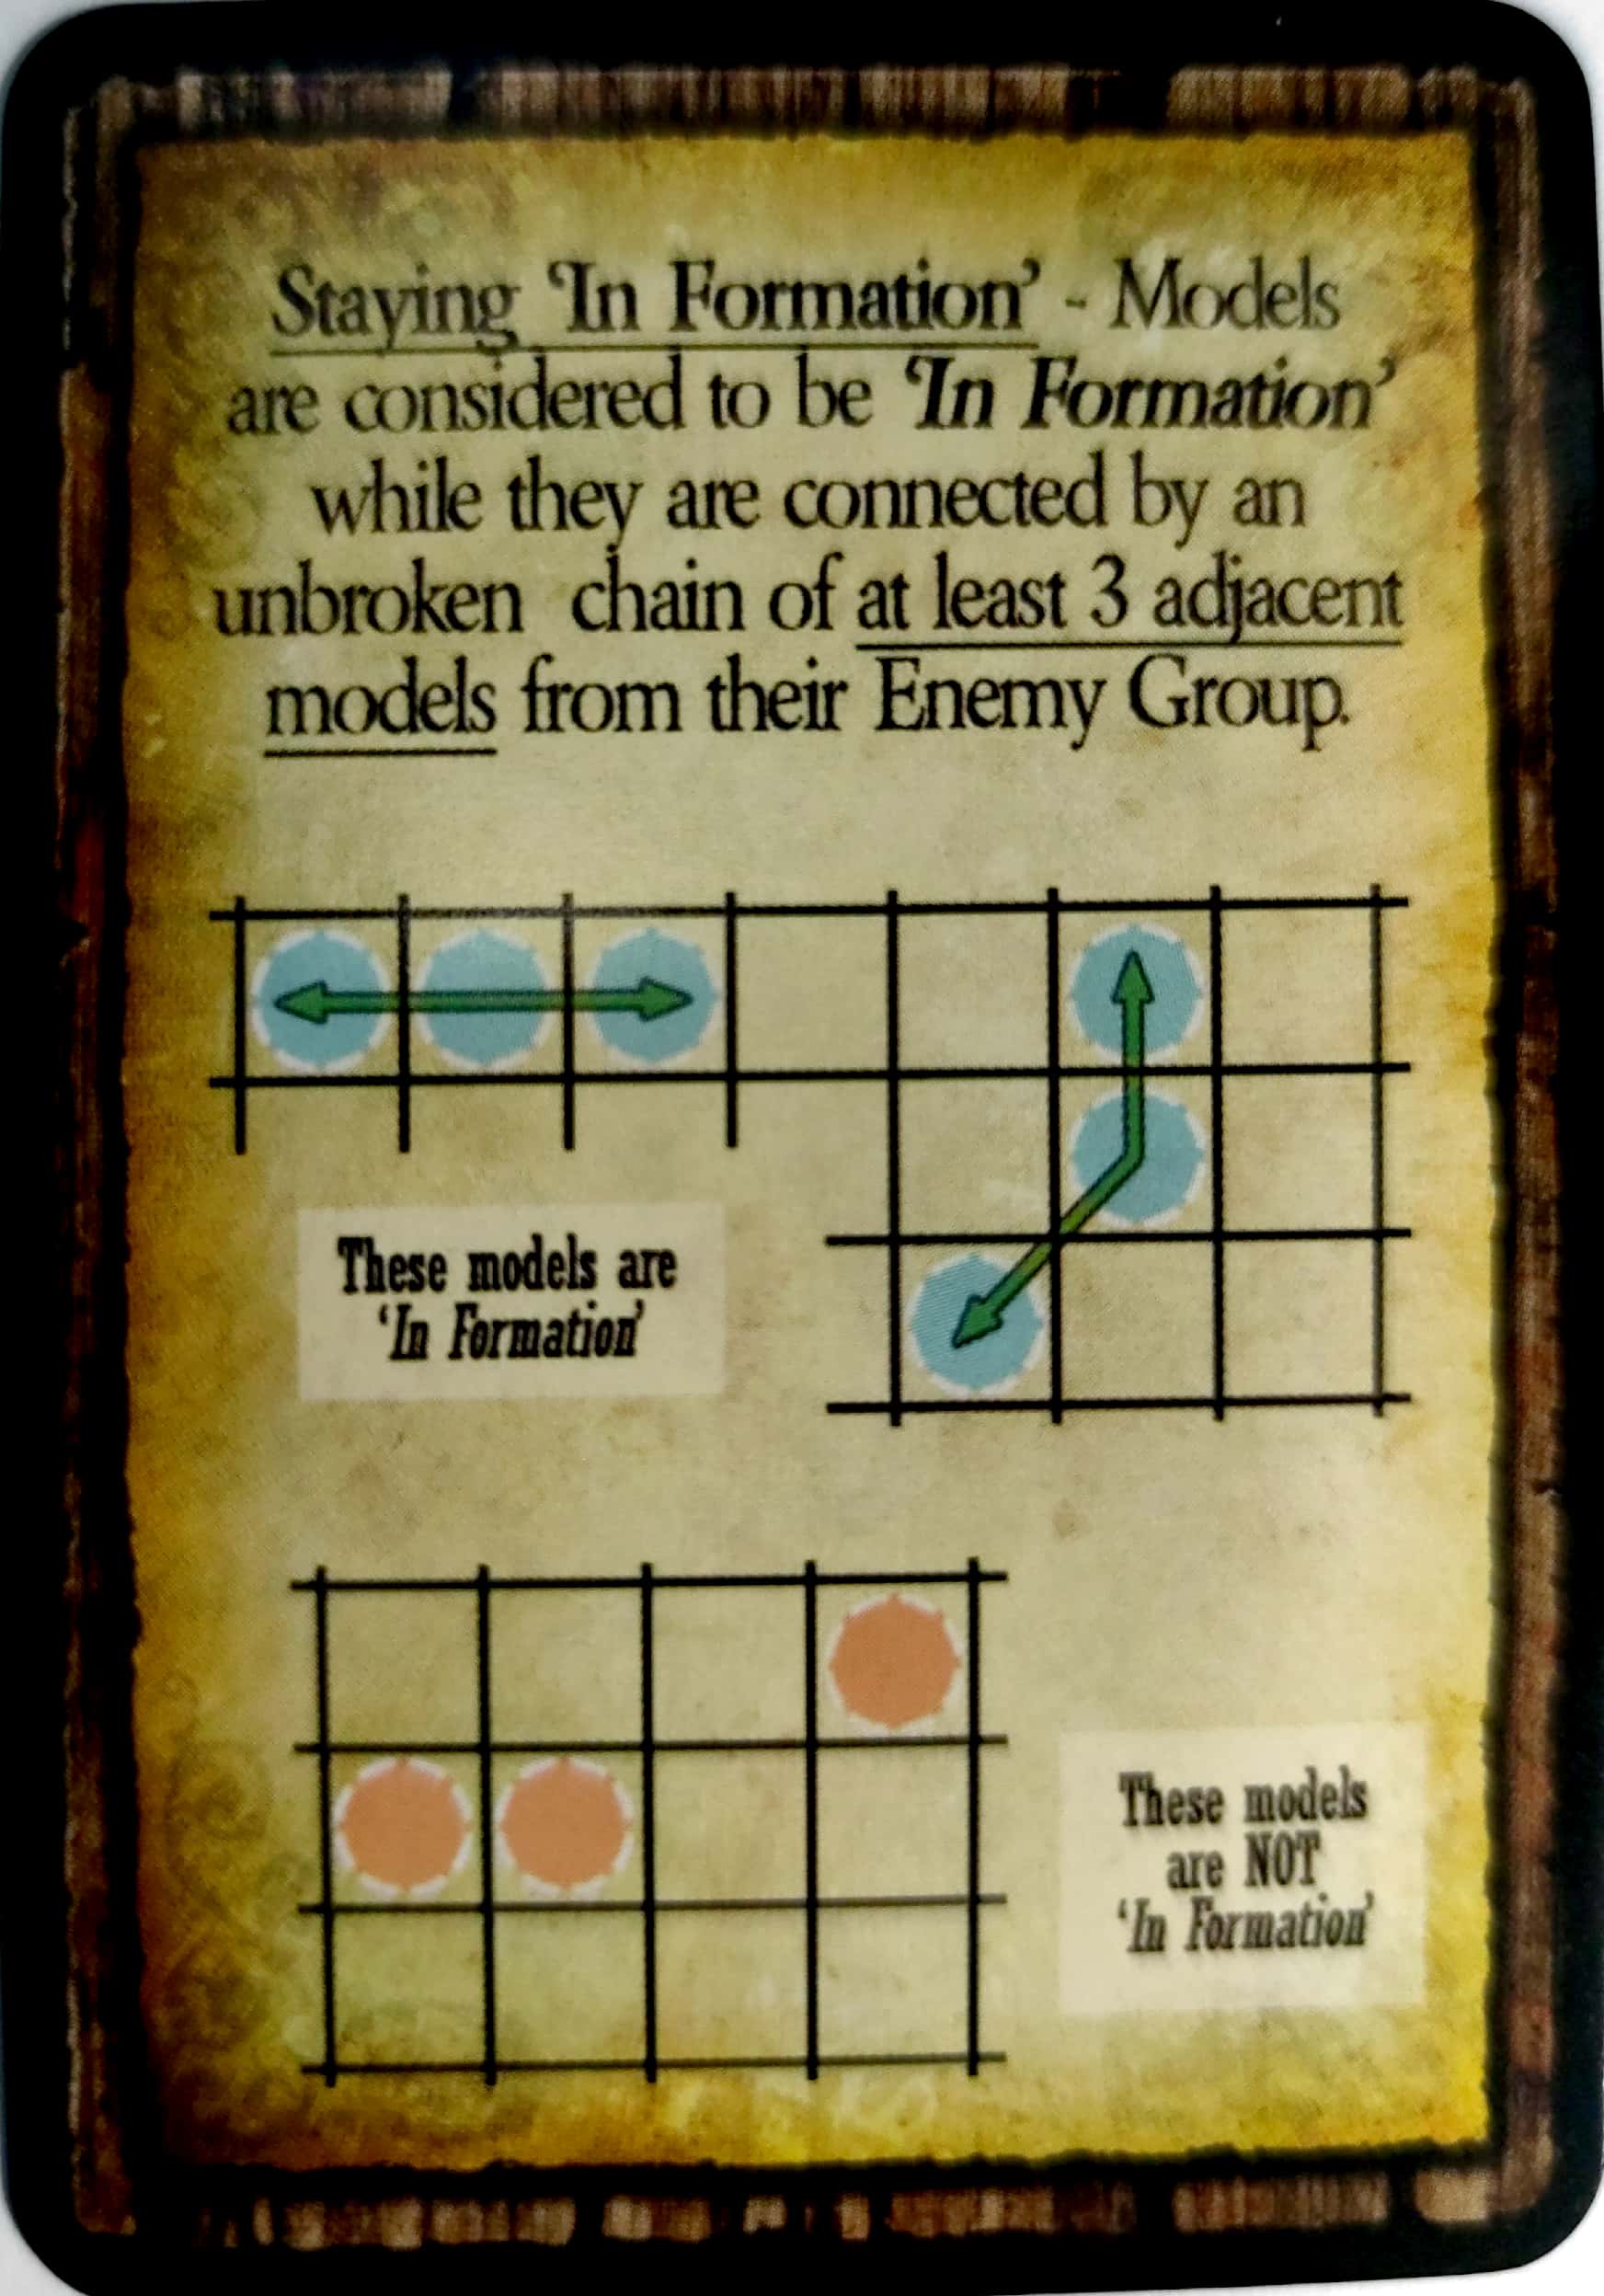 Staying 'In Formation' - Models
are considered to be 'In Formation'
while they are connected by an
unbroken chain of at least 3 adjacent
models from their Enemy Group.
These models are
'In Formation'
These models
are NOT
'In Formation'